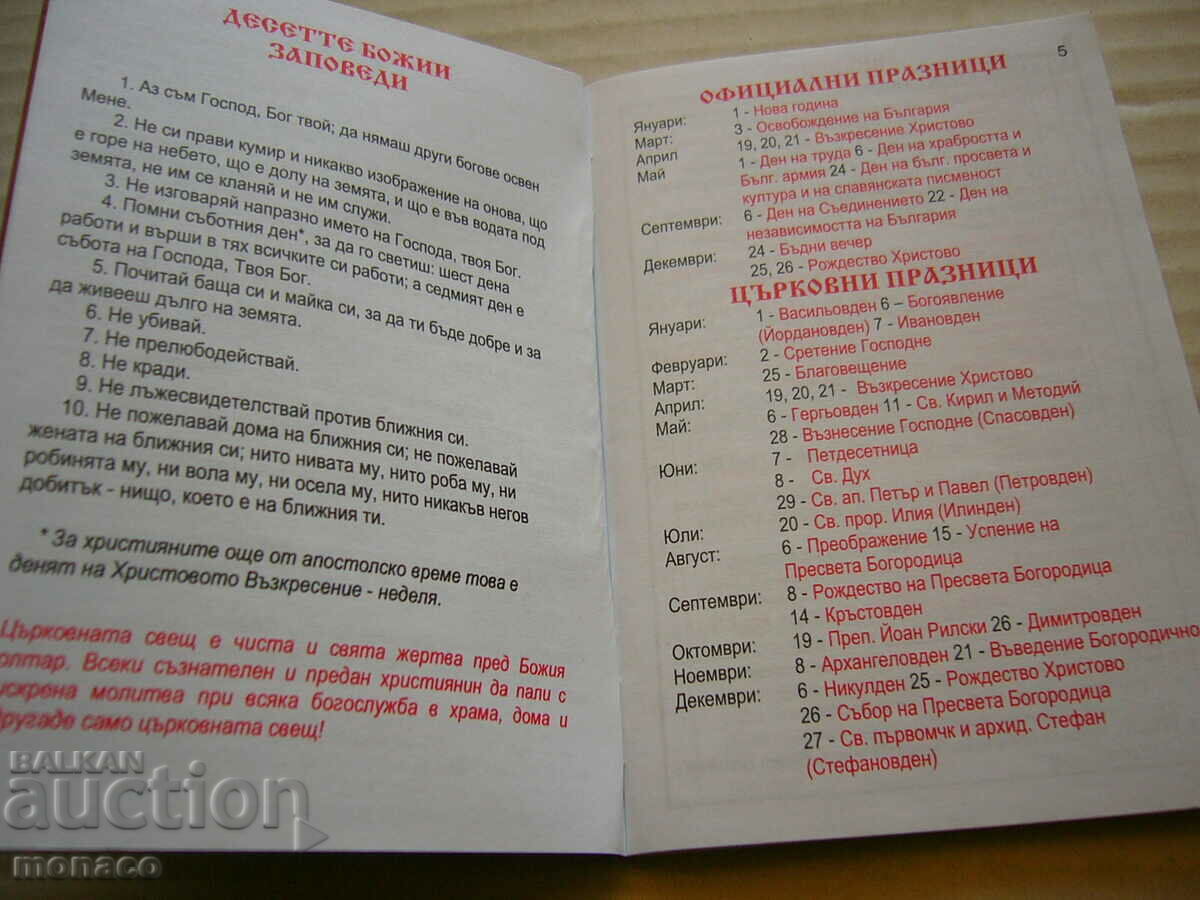 ДЕСЕТТЕ БОЖИИ
ЗАПОВЕДИ
1. Аз съм Господ, Бог твой; да нямаш други богове освен
Мене.
2. Не си прави кумир и никакво изображение на онова, що
е горе на небето, що е долу на земята, и що е във водата под
земята, не им се кланяй и не им служи.
3. Не изговаряй напразно името на Господа, твоя Бог.
4. Помни съботния ден*, за да го светиш: шест дена
работи и върши в тях всичките си работи; а седмият ден е
събота на Господа, Твоя Бог.
5. Почитай баща си и майка си, за да ти бъде добре и за
да живееш дълго на земята.
6. Не убивай.
7. Не прелюбодействай.
8. Не кради.
9. Не лъжесвидетелствай против ближния си.
10. Не пожелавай дома на ближния си; не пожелавай
жената на ближния си; нито нивата му, нито роба му, ни
робинята му, ни вола му, ни осела му, нито никакъв негов
добитък - нищо, което е на ближния ти.
* За християните още от апостолско време това е
денят на Христовото Възкресение - неделя.
Църковната свещ е чиста и свята жертва пред Божия
олтар. Всеки съзнателен и предан християнин да пали с
искрена молитва при всяка богослужба в храма, дома и
другаде само църковната свещ!
5
ОФИЦИАЛНИ ПРАЗНИЦИ
Януари: 1 - Нова година
Март: 3 - Освобождение на България
Април 19, 20, 21 - Възкресение Христово
Май 1 - Ден на труда 6 - Ден на храбростта и
Бълг. армия 24 - Ден на бълг. просвета и
култура и на славянската писменост
Септември: 6 - Ден на Съединението 22 - Ден на
независимостта на България
Декември: 24 - Бъдни вечер
25, 26 - Рождество Христово
ЦЪРКОВНИ ПРАЗНИЦИ
Януари: 1 - Васильовден 6 – Богоявление
(Йордановден) 7 - Ивановден
Февруари: 2 - Сретение Господне
Март: 25 - Благовещение
Април: 19, 20, 21 - Възкресение Христово
Май: 6 - Гергьовден 11 - Св. Кирил и Методий
28 - Възнесение Господне (Спасовден)
Юни: 7 - Петдесетница
8 - Св. Дух
29 - Св. ап. Петър и Павел (Петровден)
Юли: 20 - Св. прор. Илия (Илинден)
Август: 6 - Преображение 15 - Успение на
Пресвета Богородица
Септември: 8 - Рождество на Пресвета Богородица
14 - Кръстовден
Октомври: 19 - Преп. Йоан Рилски 26 - Димитровден
Ноември: 8 - Архангеловден 21 - Въведение Богородично
Декември: 6 - Никулден 25 - Рождество Христово
26 - Събор на Пресвета Богородица
27 - Св. първомчк и архид. Стефан
(Стефановден)
BALKAN
auction
monaco